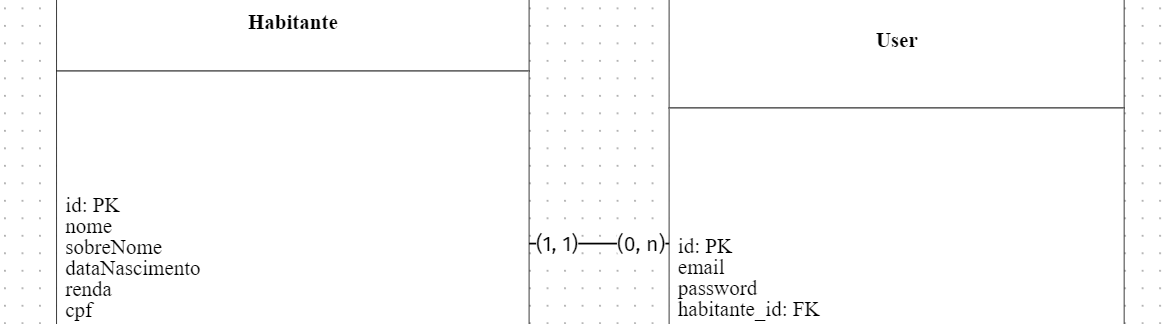 Habitante
id: PK
nome
sobreNome
dataNascimento
renda
cpf
(1, 1)
(0, n)
User
id: PK
email
password
habitante_id: FK